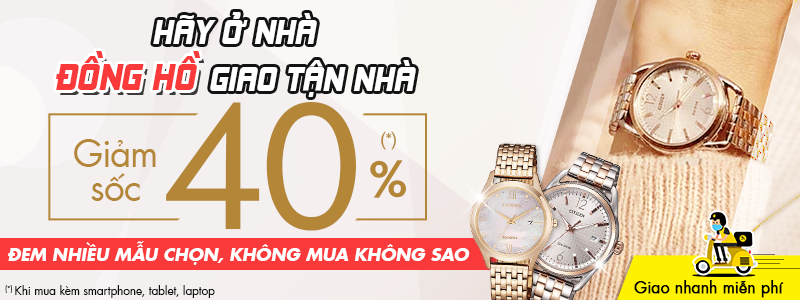 HÃY Ở NHÀ
ĐỒNG HỒ GIAO TẬN NHÀ
Giảm sốc 40% (*)
ĐEM NHIỀU MẪU CHỌN, KHÔNG MUA KHÔNG SAO
(*) Khi mua kèm smartphone, tablet, laptop
CITIZEN
CITIZEN
CITIZEN
Giao nhanh miễn phí